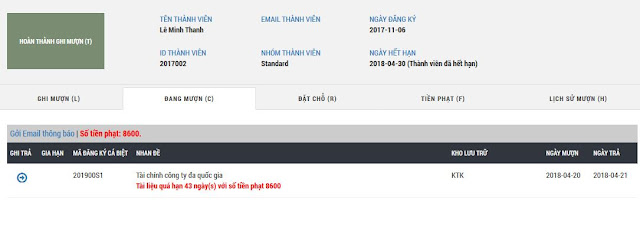 HOÀN THÀNH GHI MƯỢN (T)
TÊN THÀNH VIÊN
Lê Minh Thanh
EMAIL THÀNH VIÊN
NGÀY ĐĂNG KÝ
2017-11-06
ID THÀNH VIÊN
2017002
NHÓM THÀNH VIÊN
Standard
NGÀY HẾT HẠN
2018-04-30 (Thành viên đã hết hạn)
GHI MƯỢN (L)
ĐANG MƯỢN (C)
ĐẶT CHỖ (R)
TIỀN PHẠT (F)
LỊCH SỬ MƯỢN (H)
Gởi Email thông báo | Số tiền phạt: 8600.
GHI TRẢ GIA HẠN MÃ ĐĂNG KÝ CÁ BIỆT NHAN ĐỀ KHO LƯU TRỮ NGÀY MƯỢN NGÀY TRẢ
201900S1 Tài chính công ty đa quốc gia KTK 2018-04-20 2018-04-21
Tài liệu quá hạn 43 ngày(s) với số tiền phạt 8600